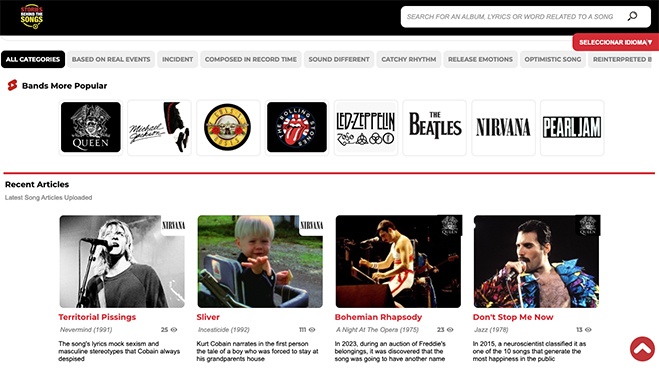 STORIES
BEHIND THE
SONGS
SEARCH FOR AN ALBUM, LYRICS OR WORD RELATED TO A SONG
SELECCIONAR IDIOMA▼
ALL CATEGORIES
BASED ON REAL EVENTS
INCIDENT
COMPOSED IN RECORD TIME
SOUND DIFFERENT
CATCHY RHYTHM
RELEASE EMOTIONS
OPTIMISTIC SONG
REINTERPRETED B
Bands More Popular
QUEEN
Michael Jackson
GUNS N' ROSES
THE ROLLING STONES
LED-ZEPPELIN
THE BEATLES
NIRVANA
PEARL JAM
Recent Articles
Latest Song Articles Uploaded
NIRVANA
NIRVANA
QUEEN
QUEEN
Territorial Pissings
Nevermind (1991)
25
The song's lyrics mock sexism and
masculine stereotypes that Cobain always
despised
Sliver
Incesticide (1992)
111
Kurt Cobain narrates in the first person
the tale of a boy who was forced to stay at
his grandparents house
Bohemian Rhapsody
A Night At The Opera (1975)
23
In 2023, during an auction of Freddie's
belongings, it was discovered that the
song was going to have another name
Don't Stop Me Now
Jazz (1978)
13
In 2015, a neuroscientist classified it as
one of the 10 songs that generate the
most happiness in the population